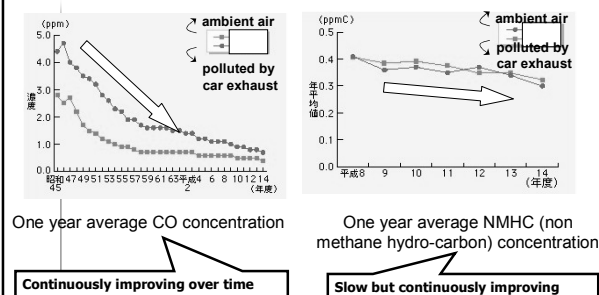 (ppm)
ambient air
polluted by
car exhaust
5.0
4.0
3.0
2.0
1.0
0.0
濃度
昭和 47 49 51 53 55 57 59 61 63 平成 4 6 8 10 12 14
45 2 (年度)
One year average CO concentration
Continuously improving over time
(ppmC)
ambient air
polluted by
car exhaust
0.5
0.4
0.3
0.2
0.1
0.0
年平均値
平成8 9 10 11 12 13 14
(年度)
One year average NMHC (non
methane hydro-carbon) concentration
Slow but continuously improving